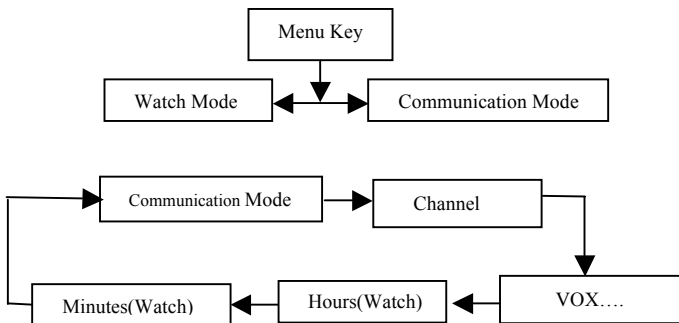 Menu Key
Watch Mode
Communication Mode
Communication Mode
Channel
VOX….
Hours(Watch)
Minutes(Watch)